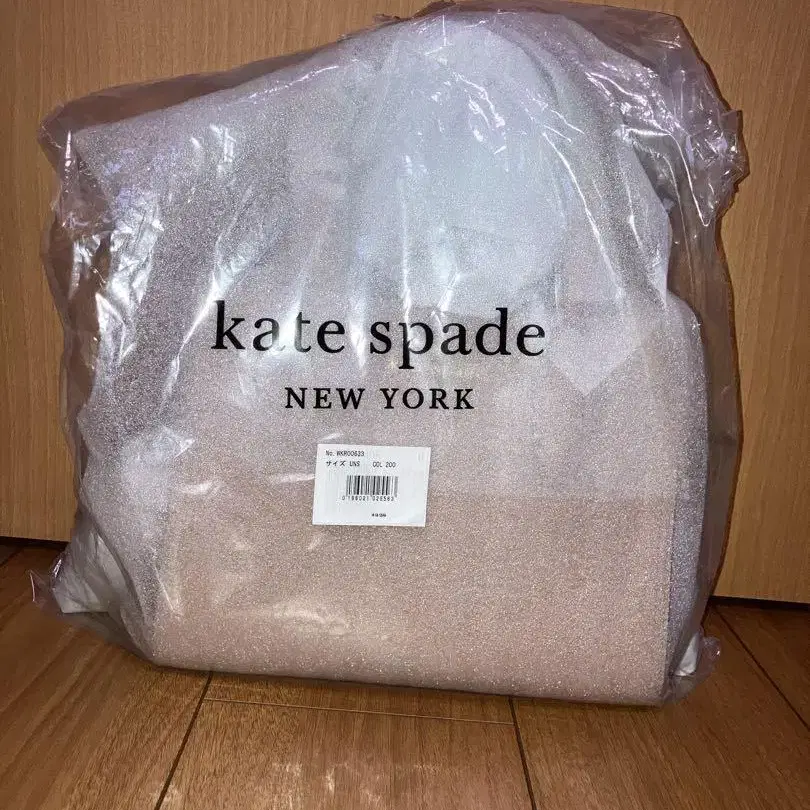 kate spade
NEW YORK
No. WKR00633
サイズ UNS COL 200